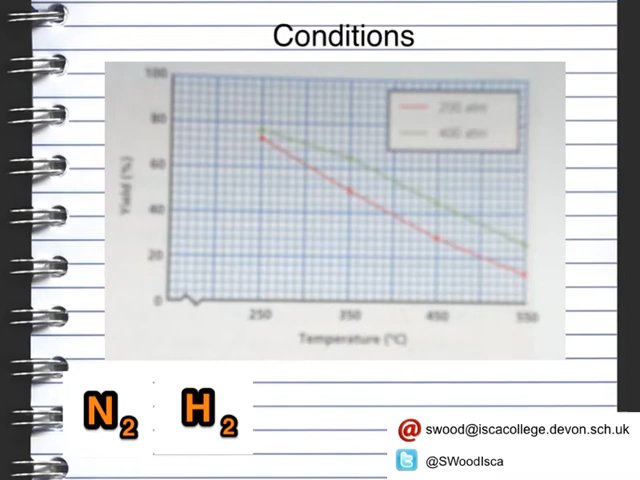 Conditions
100
80
60
40
20
0
Yield (%)
200 atm
400 atm
250 350 450 550
Temperature (°C)
N2 H2
@ swood@iscacollege.devon.sch.uk
@SWoodIsca